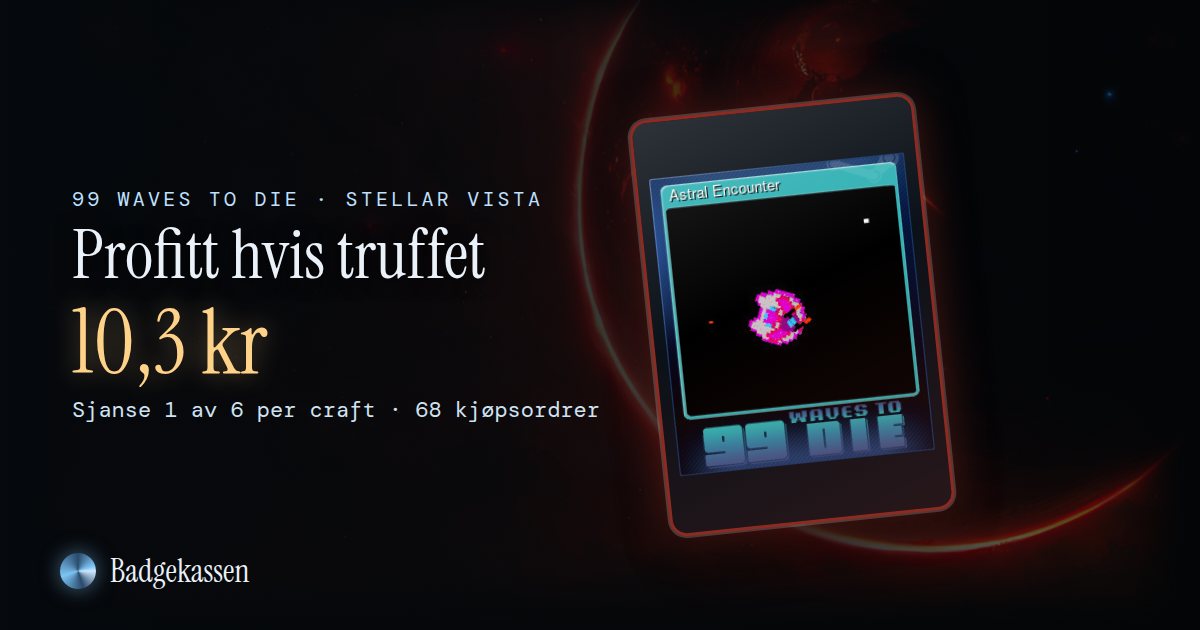 99 WAVES TO DIE · STELLAR VISTA
Profitt hvis truffet
10,3 kr
Sjanse 1 av 6 per craft · 68 kjøpsordrer
Badgekassen
Astral Encounter
99 WAVES TO DIE